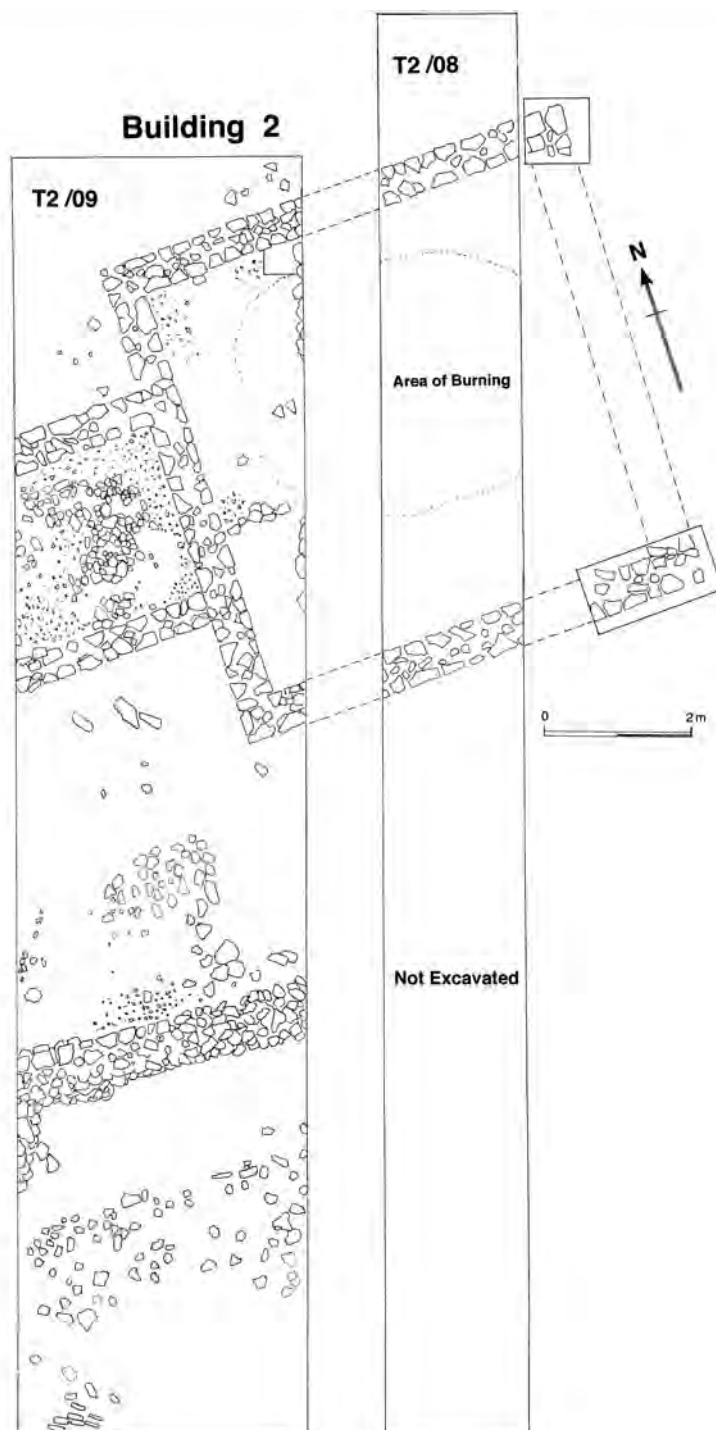 T2 /08
Building 2
T2 /09
N
Area of Burning
0 2 m
Not Excavated